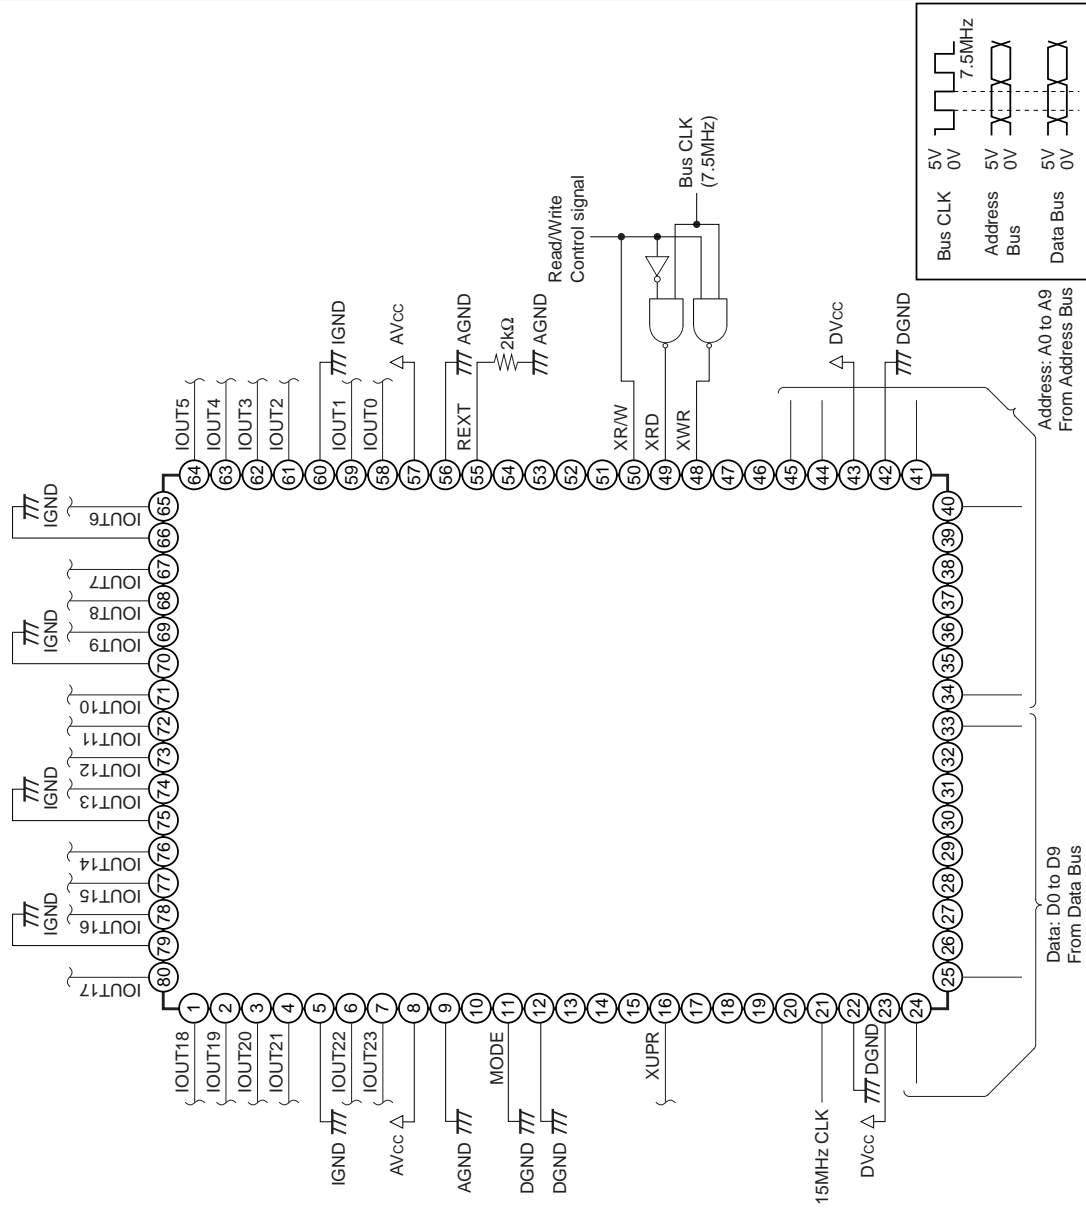 IOUT5
IOUT4
IOUT3
IOUT2
IGND
IOUT1
IOUT0
AVCC
AGND
REXT
2kΩ
AGND
XR/W
XRD
XWR
Read/Write
Control signal
Bus CLK
(7.5MHz)
DVCC
DGND
Address: A0 to A9
From Address Bus
Data: D0 to D9
From Data Bus
Bus CLK
5V
0V
7.5MHz
Address
Bus
5V
0V
Data Bus
5V
0V
64
63
62
61
60
59
58
57
56
55
54
53
52
51
50
49
48
47
46
45
44
43
42
41
40
39
38
37
36
35
34
33
32
31
30
29
28
27
26
25
65
66
67
68
69
70
71
72
73
74
75
76
77
78
79
80
IGND
IOUT6
IOUT7
IOUT8
IGND
IOUT9
IOUT10
IOUT11
IOUT12
IGND
IOUT13
IOUT14
IOUT15
IGND
IOUT16
IOUT17
1
2
3
4
5
6
7
8
9
10
11
12
13
14
15
16
17
18
19
20
21
22
23
24
IOUT18
IOUT19
IOUT20
IOUT21
IGND
IOUT22
IOUT23
AVCC
AGND
MODE
DGND
DGND
XUPR
15MHz CLK
DGND
DVCC